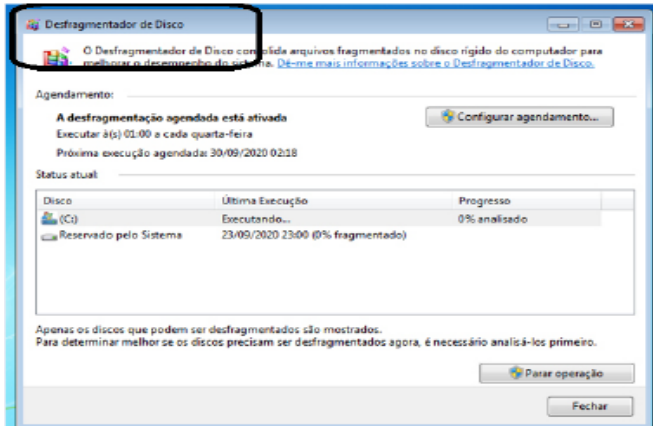 Desfragmentador de Disco
O Desfragmentador de Disco consolida arquivos fragmentados no disco rígido do computador para
melhorar o desempenho do sistema. Dê-me mais informações sobre o Desfragmentador de Disco.
Agendamento:
A desfragmentação agendada está ativada
Configurar agendamento...
Executar à(s) 01:00 a cada quarta-feira
Próxima execução agendada: 30/09/2020 02:18
Status atual:
Disco Última Execução Progresso
(C:) Executando... 0% analisado
Reservado pelo Sistema 23/09/2020 23:00 (0% fragmentado)
Apenas os discos que podem ser desfragmentados são mostrados.
Para determinar melhor se os discos precisam ser desfragmentados agora, é necessário analisá-los primeiro.
Parar operação
Fechar